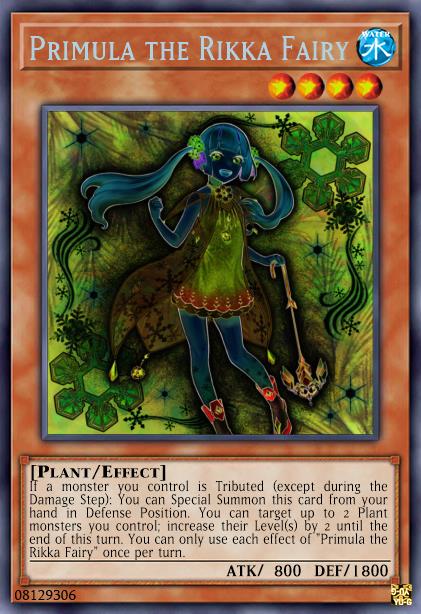 PRIMULA THE RIKKA FAIRY
WATER
水
[PLANT/EFFECT]
If a monster you control is Tributed (except during the
Damage Step): You can Special Summon this card from your
hand in Defense Position. You can target up to 2 Plant
monsters you control; increase their Level(s) by 2 until the
end of this turn. You can only use each effect of "Primula the
Rikka Fairy" once per turn.
ATK/ 800 DEF/1800
08129306